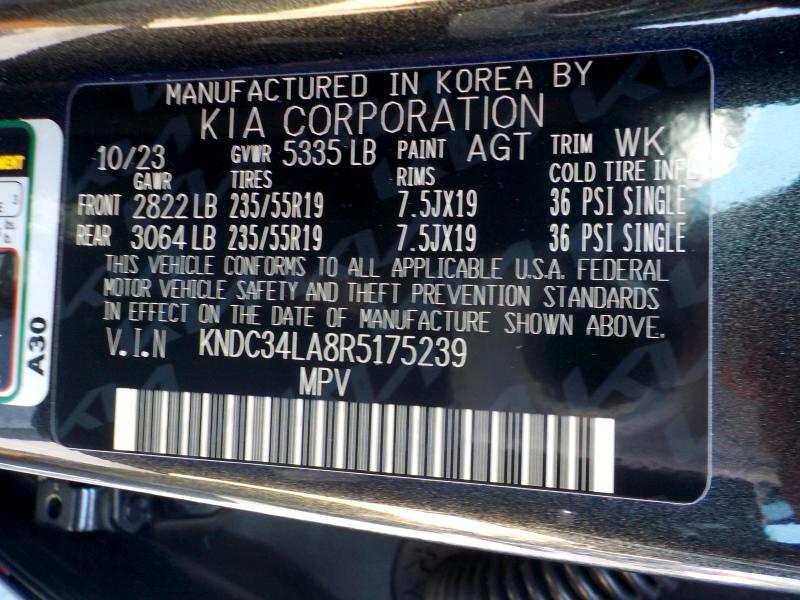 MANUFACTURED IN KOREA BY
KIA CORPORATION
10/23 GVWR 5335 LB PAINT AGT TRIM WK
GAWR TIRES RIMS COLD TIRE INFL
FRONT 2822 LB 235/55R19 7.5JX19 36 PSI SINGLE
REAR 3064 LB 235/55R19 7.5JX19 36 PSI SINGLE
THIS VEHICLE CONFORMS TO ALL APPLICABLE U.S.A. FEDERAL
MOTOR VEHICLE SAFETY AND THEFT PREVENTION STANDARDS
IN EFFECT ON THE DATE OF MANUFACTURE SHOWN ABOVE.
V.I.N KNDC34LA8R5175239
MPV
A30